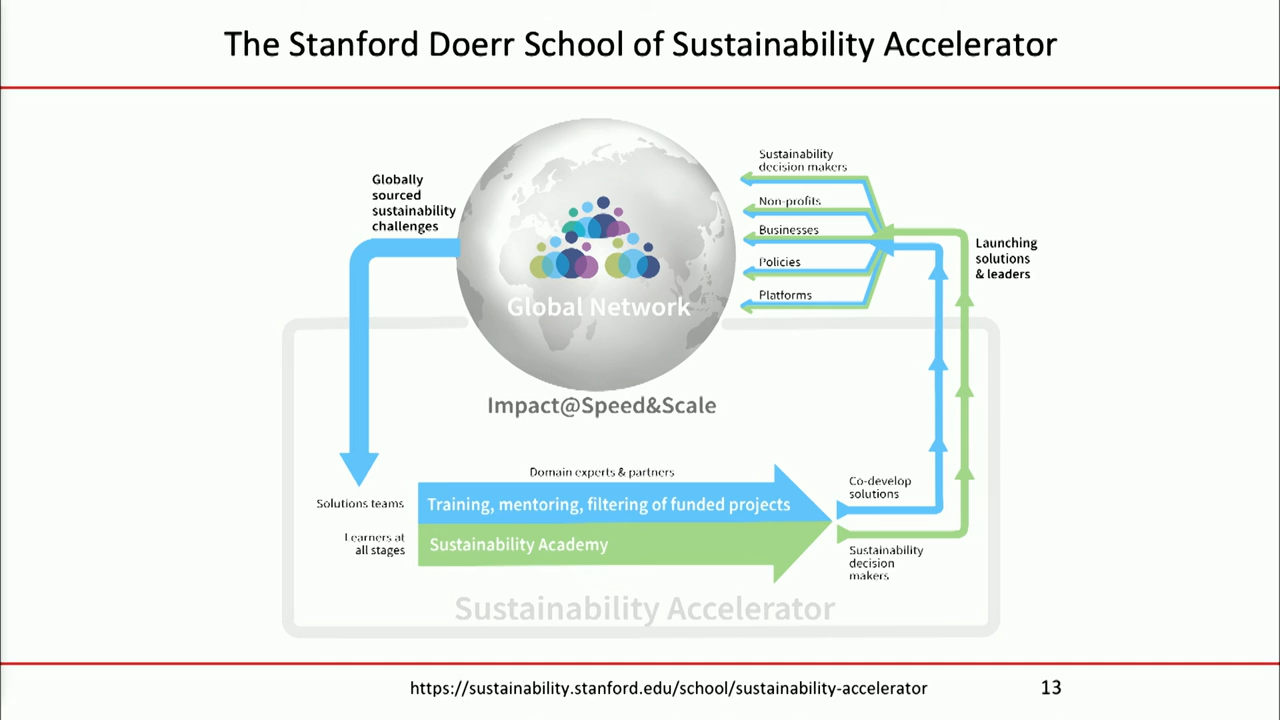 The Stanford Doerr School of Sustainability Accelerator
Globally
sourced
sustainability
challenges
Global Network
Impact@Speed&Scale
Sustainability
decision makers
Non-profits
Businesses
Policies
Platforms
Launching
solutions
& leaders
Domain experts & partners
Solutions teams
Training, mentoring, filtering of funded projects
Learners at
all stages
Sustainability Academy
Co-develop
solutions
Sustainability
decision
makers
Sustainability Accelerator
https://sustainability.stanford.edu/school/sustainability-accelerator
13